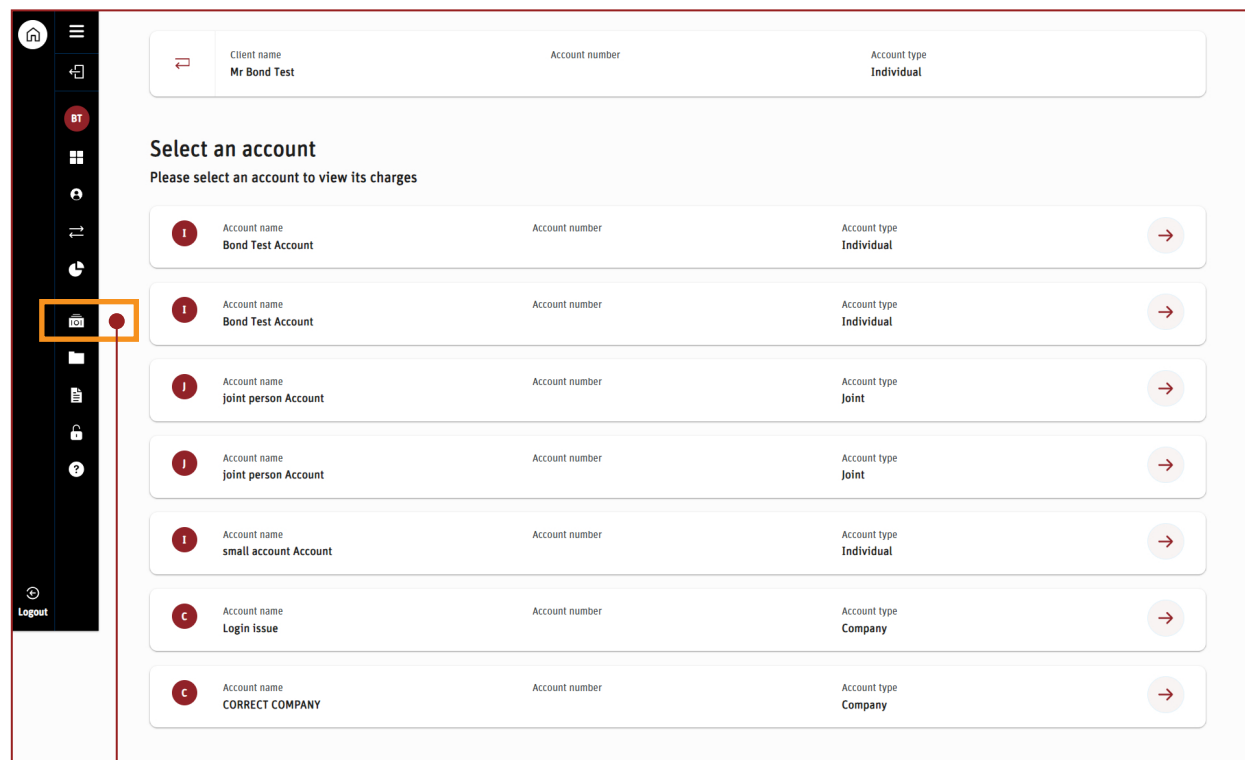 Client name
Account number
Account type
Mr Bond Test
Individual
BT
Select an account
Please select an account to view its charges
I
Account name
Account number
Account type
Bond Test Account
Individual
I
Account name
Account number
Account type
Bond Test Account
Individual
J
Account name
Account number
Account type
joint person Account
Joint
J
Account name
Account number
Account type
joint person Account
Joint
I
Account name
Account number
Account type
small account Account
Individual
Logout
C
Account name
Account number
Account type
Login issue
Company
C
Account name
Account number
Account type
CORRECT COMPANY
Company